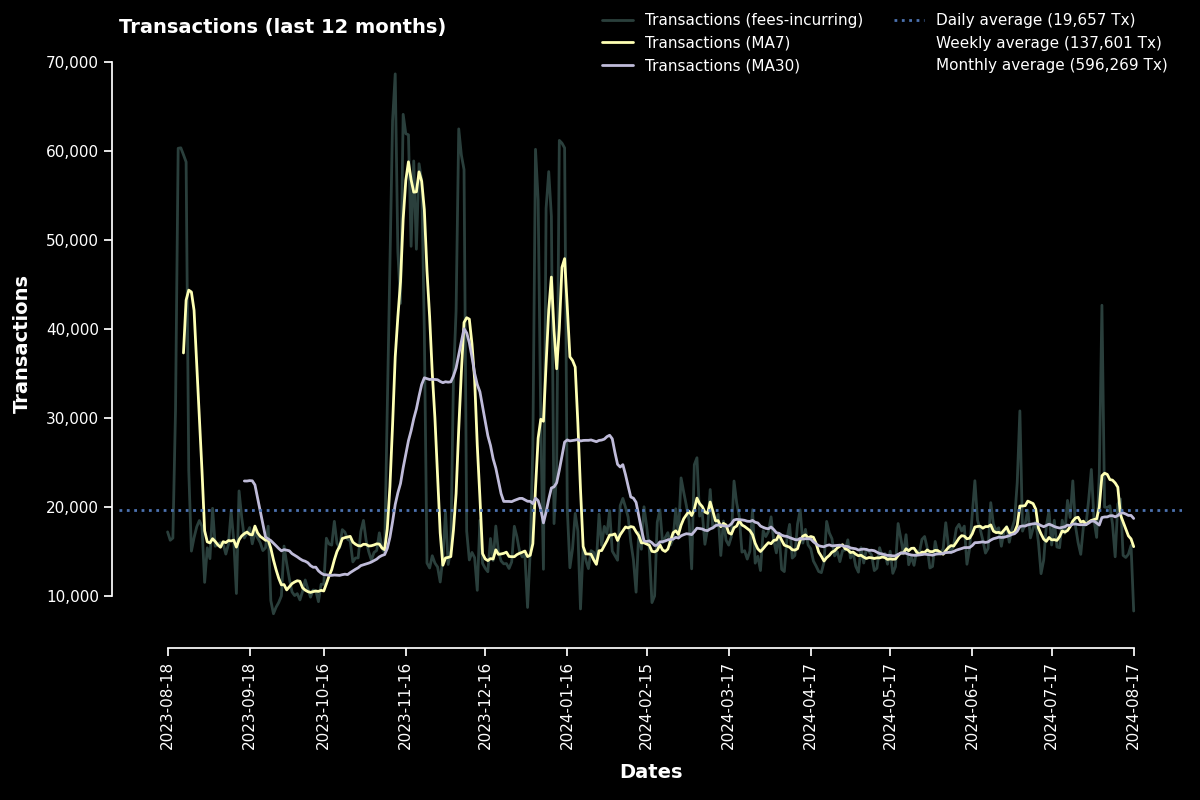 Transactions (last 12 months)
Transactions (fees-incurring)
Transactions (MA7)
Transactions (MA30)
Daily average (19,657 Tx)
Weekly average (137,601 Tx)
Monthly average (596,269 Tx)
Transactions
70,000
60,000
50,000
40,000
30,000
20,000
10,000
2023-08-18
2023-09-18
2023-10-16
2023-11-16
2023-12-16
2024-01-16
2024-02-15
2024-03-17
2024-04-17
2024-05-17
2024-06-17
2024-07-17
2024-08-17
Dates